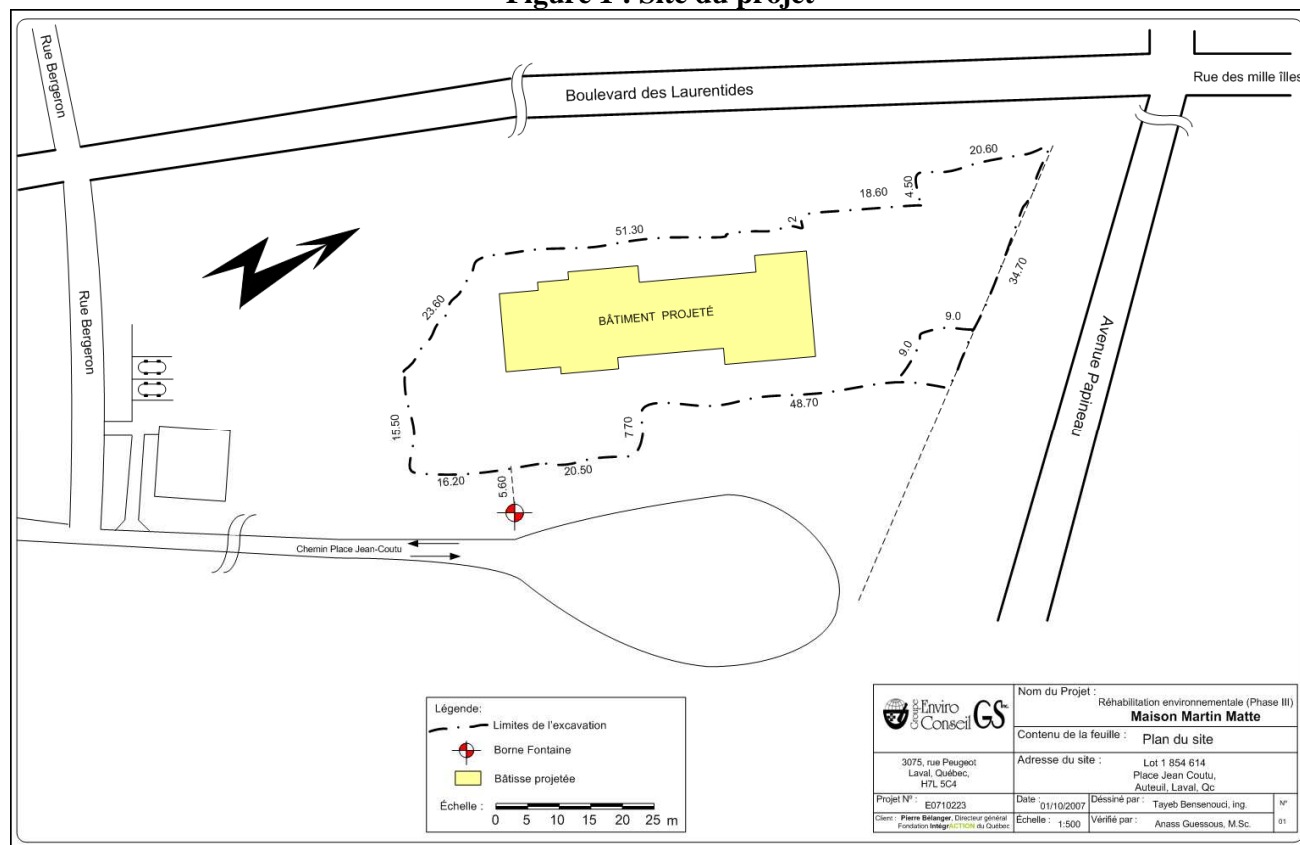 Figure 1 : Site du projet
Rue Bergeron
Boulevard des Laurentides
Rue des mille îlles
20.60
4.50
18.60
2
51.30
34.70
23.60
BÂTIMENT PROJETÉ
9.0
9.0
Rue Bergeron
Avenue Papineau
48.70
7.70
15.50
20.50
16.20
5.60
Chemin Place Jean-Coutu
Légende:
Limites de l'excavation
Borne Fontaine
Bâtisse projetée
Échelle :
0 5 10 15 20 25 m
Groupe
Enviro
Conseil GS inc.
Nom du Projet :
Réhabilitation environnementale (Phase III)
Maison Martin Matte
Contenu de la feuille : Plan du site
3075, rue Peugeot
Laval, Québec,
H7L 5C4
Adresse du site : Lot 1 854 614
Place Jean Coutu,
Auteuil, Laval, Qc
Projet Nº : E0710223
Date : 01/10/2007
Déssiné par : Tayeb Bensenouci, ing.
Nº
01
Client : Pierre Bélanger, Directeur général
Fondation IntégrACTION du Québec
Échelle : 1:500
Vérifié par : Anass Guessous, M.Sc.